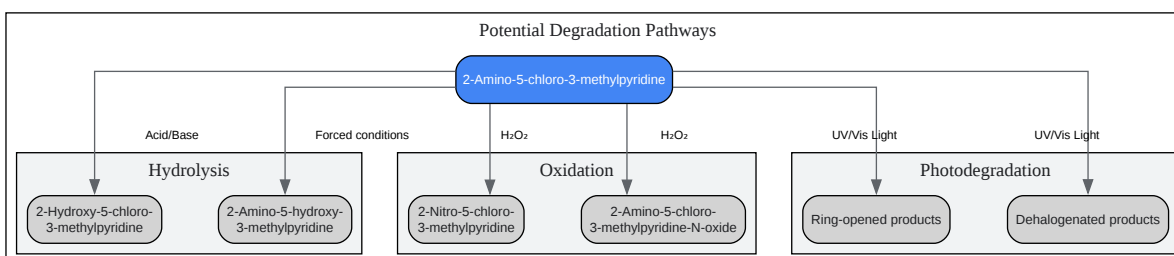 Potential Degradation Pathways
2-Amino-5-chloro-3-methylpyridine
Acid/Base
Forced conditions
H₂O₂
H₂O₂
UV/Vis Light
UV/Vis Light
Hydrolysis
Oxidation
Photodegradation
2-Hydroxy-5-chloro-
3-methylpyridine
2-Amino-5-hydroxy-
3-methylpyridine
2-Nitro-5-chloro-
3-methylpyridine
2-Amino-5-chloro-
3-methylpyridine-N-oxide
Ring-opened products
Dehalogenated products